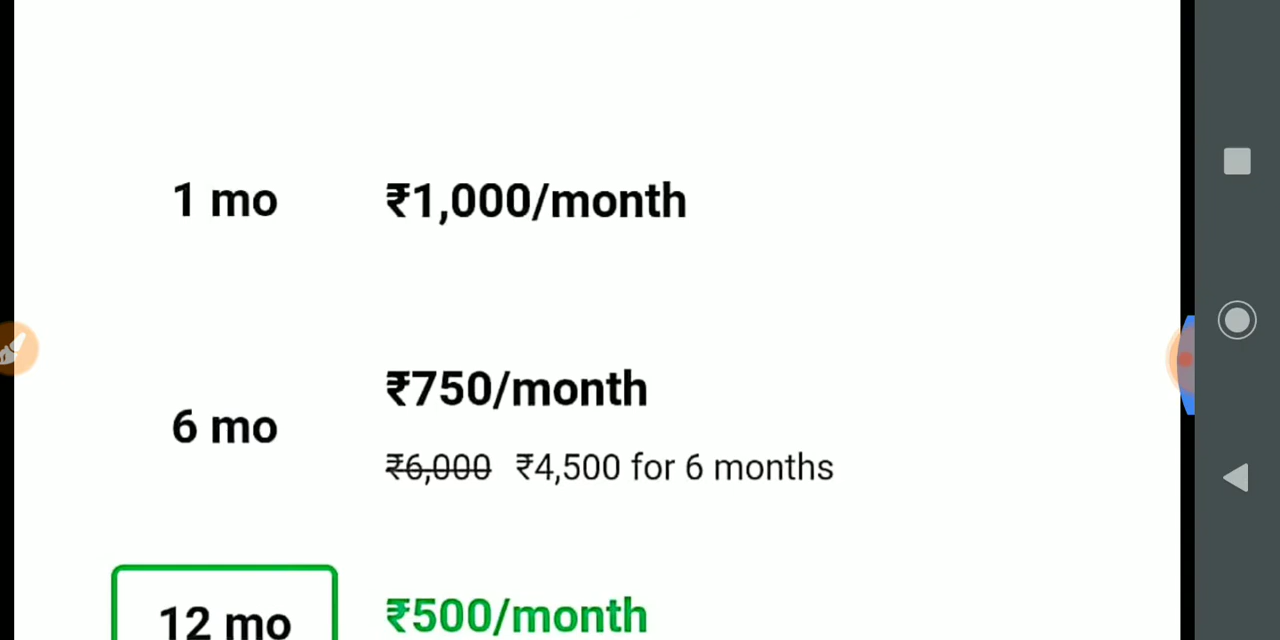 1 mo ₹1,000/month
₹750/month
6 mo
₹6,000 ₹4,500 for 6 months
12 mo ₹500/month